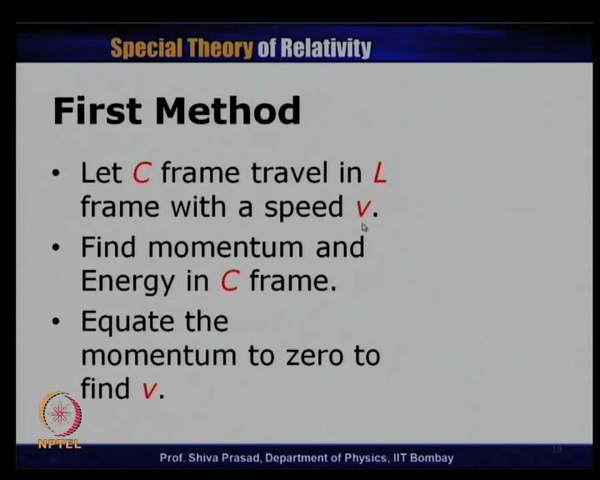 Special Theory of Relativity
First Method
• Let C frame travel in L
frame with a speed v.
• Find momentum and
Energy in C frame.
• Equate the
momentum to zero to
find v.
NPTEL
Prof. Shiva Prasad, Department of Physics, IIT Bombay
19